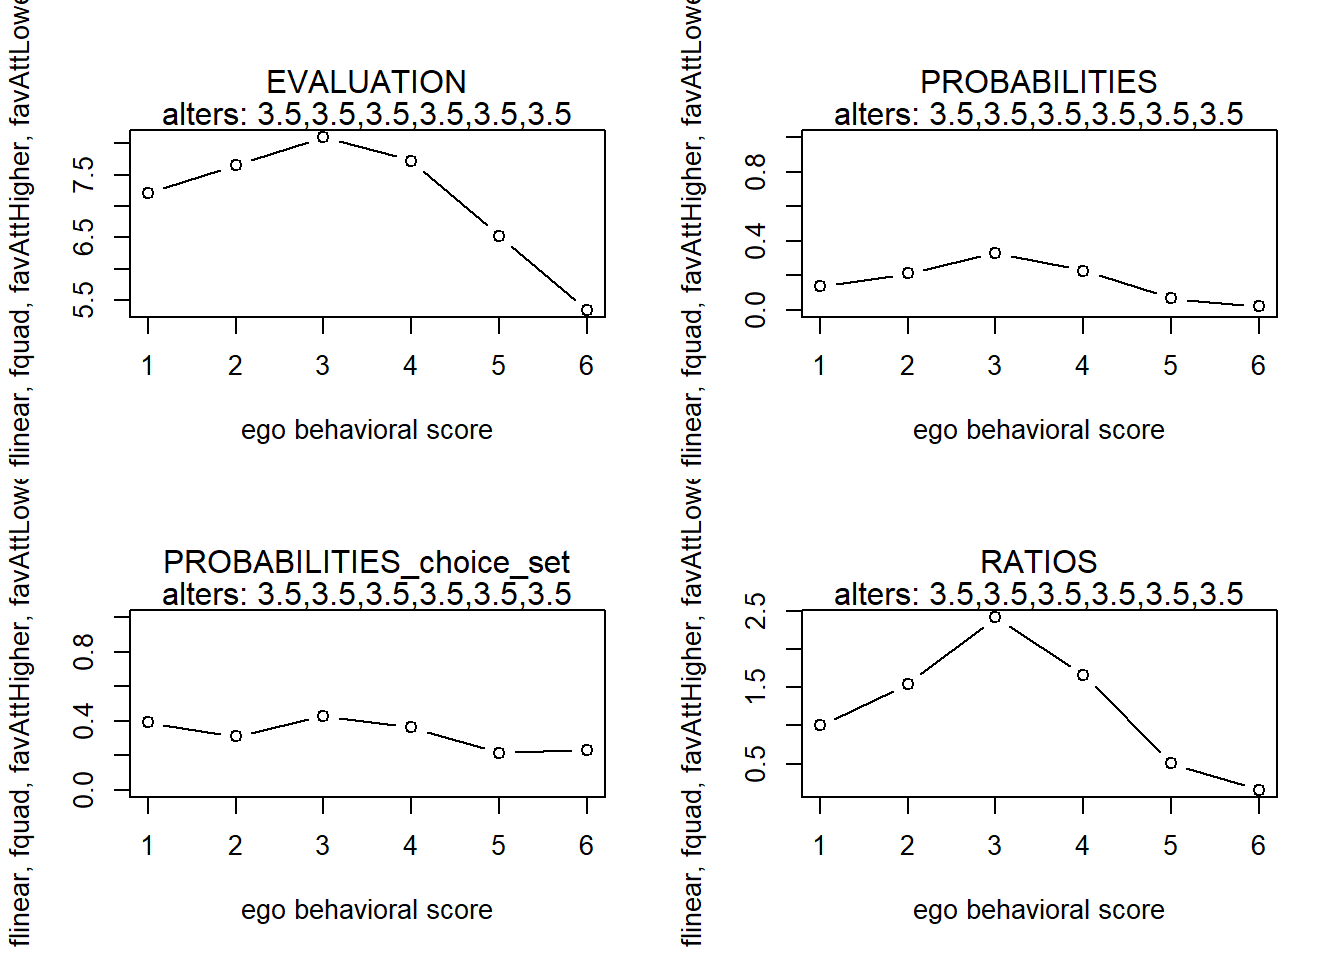 EVALUATION
alters: 3.5,3.5,3.5,3.5,3.5,3.5
flinear, fquad, favAttHigher, favAttLowe
7.5
6.5
5.5
1 2 3 4 5 6
ego behavioral score
PROBABILITIES
alters: 3.5,3.5,3.5,3.5,3.5,3.5
flinear, fquad, favAttHigher, favAttLowe
0.8
0.4
0.0
1 2 3 4 5 6
ego behavioral score
PROBABILITIES_choice_set
alters: 3.5,3.5,3.5,3.5,3.5,3.5
flinear, fquad, favAttHigher, favAttLowe
0.8
0.4
0.0
1 2 3 4 5 6
ego behavioral score
RATIOS
alters: 3.5,3.5,3.5,3.5,3.5,3.5
flinear, fquad, favAttHigher, favAttLowe
2.5
1.5
0.5
1 2 3 4 5 6
ego behavioral score